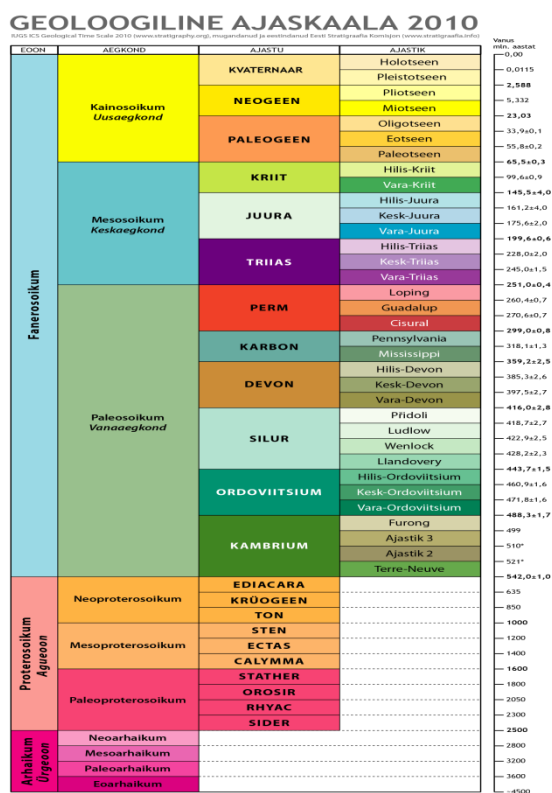 GEOLOOGILINE AJASKAALA 2010
IUGS ICS Geological Time Scale 2010 (www.stratigraphy.org), mugandanud ja eestindanud Eesti Stratigraafia Komisjon (www.stratigraafia.info)
Vanus
mln. aastat
EOON AEGKOND AJASTU AJASTIK
0,00
Fanerosoikum
Kainosoikum
Uusaegkond
KVATERNAAR
Holotseen
0,0115
Pleistotseen
2,588
NEOGEEN
Pliotseen
5,332
Miotseen
23,03
PALEOGEEN
Oligotseen
33,9±0,1
Eotseen
55,8±0,2
Paleotseen
65,5±0,3
Mesosoikum
Keskaegkond
KRIIT
Hilis-Kriit
99,6±0,9
Vara-Kriit
145,5±4,0
JUURA
Hilis-Juura
161,2±4,0
Kesk-Juura
175,6±2,0
Vara-Juura
199,6±0,6
TRIIAS
Hilis-Triias
228,0±2,0
Kesk-Triias
245,0±1,5
Vara-Triias
251,0±0,4
Paleosoikum
Vanaaegkond
PERM
Loping
260,4±0,7
Guadalup
270,6±0,7
Cisural
299,0±0,8
KARBON
Pennsylvania
318,1±1,3
Mississippi
359,2±2,5
DEVON
Hilis-Devon
385,3±2,6
Kesk-Devon
397,5±2,7
Vara-Devon
416,0±2,8
SILUR
Přidoli
418,7±2,7
Ludlow
422,9±2,5
Wenlock
428,2±2,3
Llandovery
443,7±1,5
ORDOVIITSIUM
Hilis-Ordoviitsium
460,9±1,6
Kesk-Ordoviitsium
471,8±1,6
Vara-Ordoviitsium
488,3±1,7
KAMBRIUM
Furong
499
Ajastik 3
510*
Ajastik 2
521*
Terre-Neuve
542,0±1,0
Proterosoikum
Agueoon
Neoproterosoikum
EDIACARA
635
KRÜOGEEN
850
TON
1000
Mesoproterosoikum
STEN
1200
ECTAS
1400
CALYMMA
1600
Paleoproterosoikum
STATHER
1800
OROSIR
2050
RHYAC
2300
SIDER
2500
Arhaikum
Ürgeoon
Neoarhaikum
2800
Mesoarhaikum
3200
Paleoarhaikum
3600
Eoarhaikum
~4500